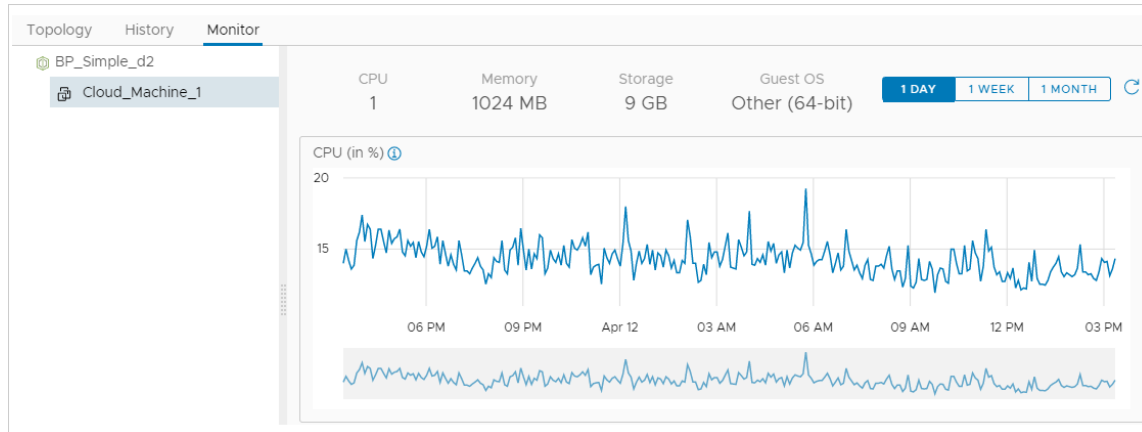 Topology History Monitor
BP_Simple_d2
Cloud_Machine_1
CPU Memory Storage Guest OS
1 1024 MB 9 GB Other (64-bit)
1 DAY 1 WEEK 1 MONTH
CPU (in %)
20
15
06 PM 09 PM Apr 12 03 AM 06 AM 09 AM 12 PM 03 PM